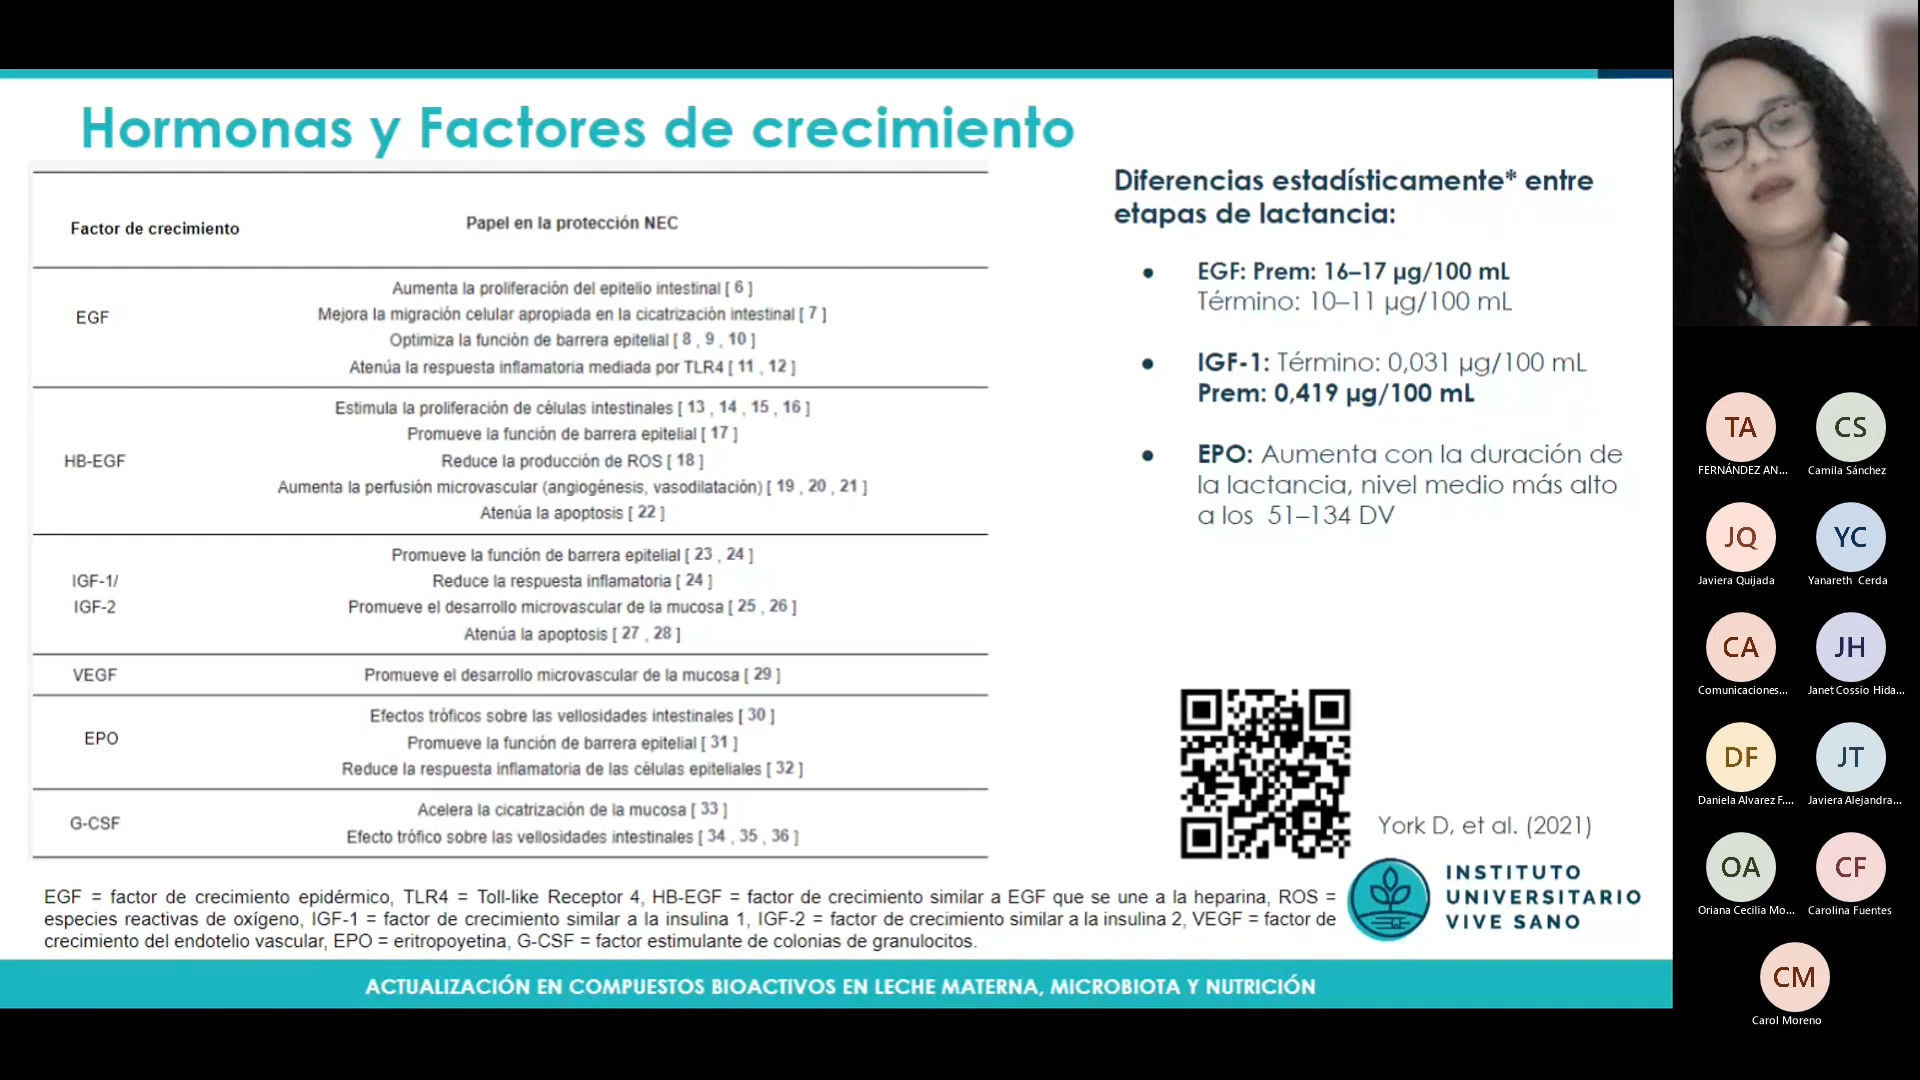 Hormonas y Factores de crecimiento
Factor de crecimiento
Papel en la protección NEC
EGF
Aumenta la proliferación del epitelio intestinal [ 6 ]
Mejora la migración celular apropiada en la cicatrización intestinal [ 7 ]
Optimiza la función de barrera epitelial [ 8 , 9 , 10 ]
Atenúa la respuesta inflamatoria mediada por TLR4 [ 11 , 12 ]
HB-EGF
Estimula la proliferación de células intestinales [ 13 , 14 , 15 , 16 ]
Promueve la función de barrera epitelial [ 17 ]
Reduce la producción de ROS [ 18 ]
Aumenta la perfusión microvascular (angiogénesis, vasodilatación) [ 19 , 20 , 21 ]
Atenúa la apoptosis [ 22 ]
IGF-1/
IGF-2
Promueve la función de barrera epitelial [ 23 , 24 ]
Reduce la respuesta inflamatoria [ 24 ]
Promueve el desarrollo microvascular de la mucosa [ 25 , 26 ]
Atenúa la apoptosis [ 27 , 28 ]
VEGF
Promueve el desarrollo microvascular de la mucosa [ 29 ]
EPO
Efectos tróficos sobre las vellosidades intestinales [ 30 ]
Promueve la función de barrera epitelial [ 31 ]
Reduce la respuesta inflamatoria de las células epiteliales [ 32 ]
G-CSF
Acelera la cicatrización de la mucosa [ 33 ]
Efecto trófico sobre las vellosidades intestinales [ 34 , 35 , 36 ]
EGF = factor de crecimiento epidérmico, TLR4 = Toll-like Receptor 4, HB-EGF = factor de crecimiento similar a EGF que se une a la heparina, ROS =
especies reactivas de oxígeno, IGF-1 = factor de crecimiento similar a la insulina 1, IGF-2 = factor de crecimiento similar a la insulina 2, VEGF = factor de
crecimiento del endotelio vascular, EPO = eritropoyetina, G-CSF = factor estimulante de colonias de granulocitos.
Diferencias estadísticamente* entre
etapas de lactancia:
• EGF: Prem: 16–17 µg/100 mL
Término: 10–11 µg/100 mL
• IGF-1: Término: 0,031 µg/100 mL
Prem: 0,419 µg/100 mL
• EPO: Aumenta con la duración de
la lactancia, nivel medio más alto
a los 51–134 DV
York D, et al. (2021)
INSTITUTO
UNIVERSITARIO
VIVE SANO
ACTUALIZACIÓN EN COMPUESTOS BIOACTIVOS EN LECHE MATERNA, MICROBIOTA Y NUTRICIÓN
TA
FERNÁNDEZ AN...
CS
Camila Sánchez
JQ
Javiera Quijada
YC
Yanareth Cerda
CA
Comunicaciones...
JH
Janet Cossio Hida...
DF
Daniela Alvarez F....
JT
Javiera Alejandra...
OA
Oriana Cecilia Mo...
CF
Carolina Fuentes
CM
Carol Moreno